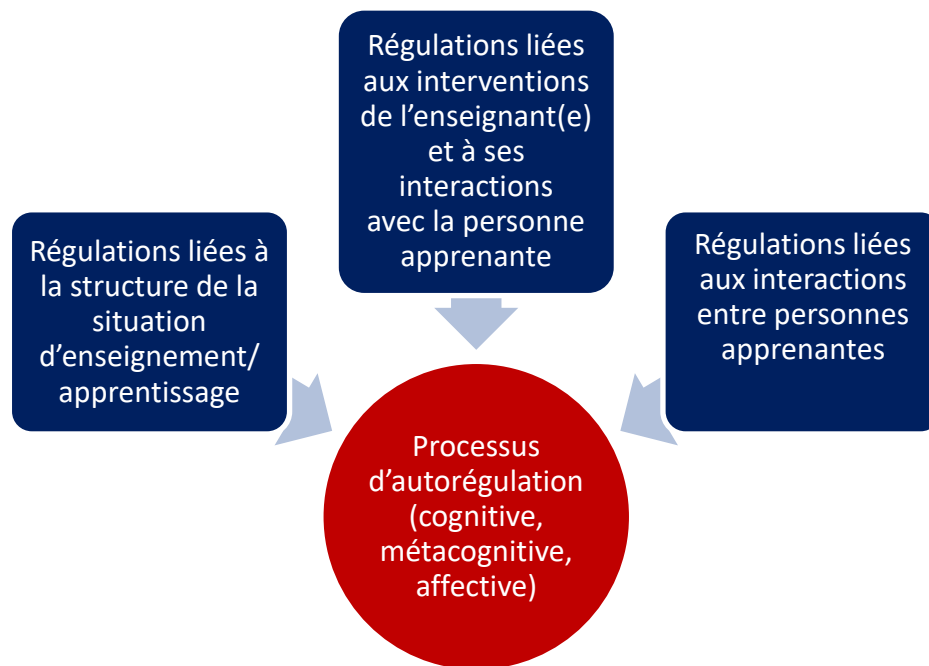 Régulations liées
aux interventions
de l’enseignant(e)
et à ses
interactions
avec la personne
apprenante
Régulations liées à
la structure de la
situation
d’enseignement/
apprentissage
Régulations liées
aux interactions
entre personnes
apprenantes
Processus
d’autorégulation
(cognitive,
métacognitive,
affective)